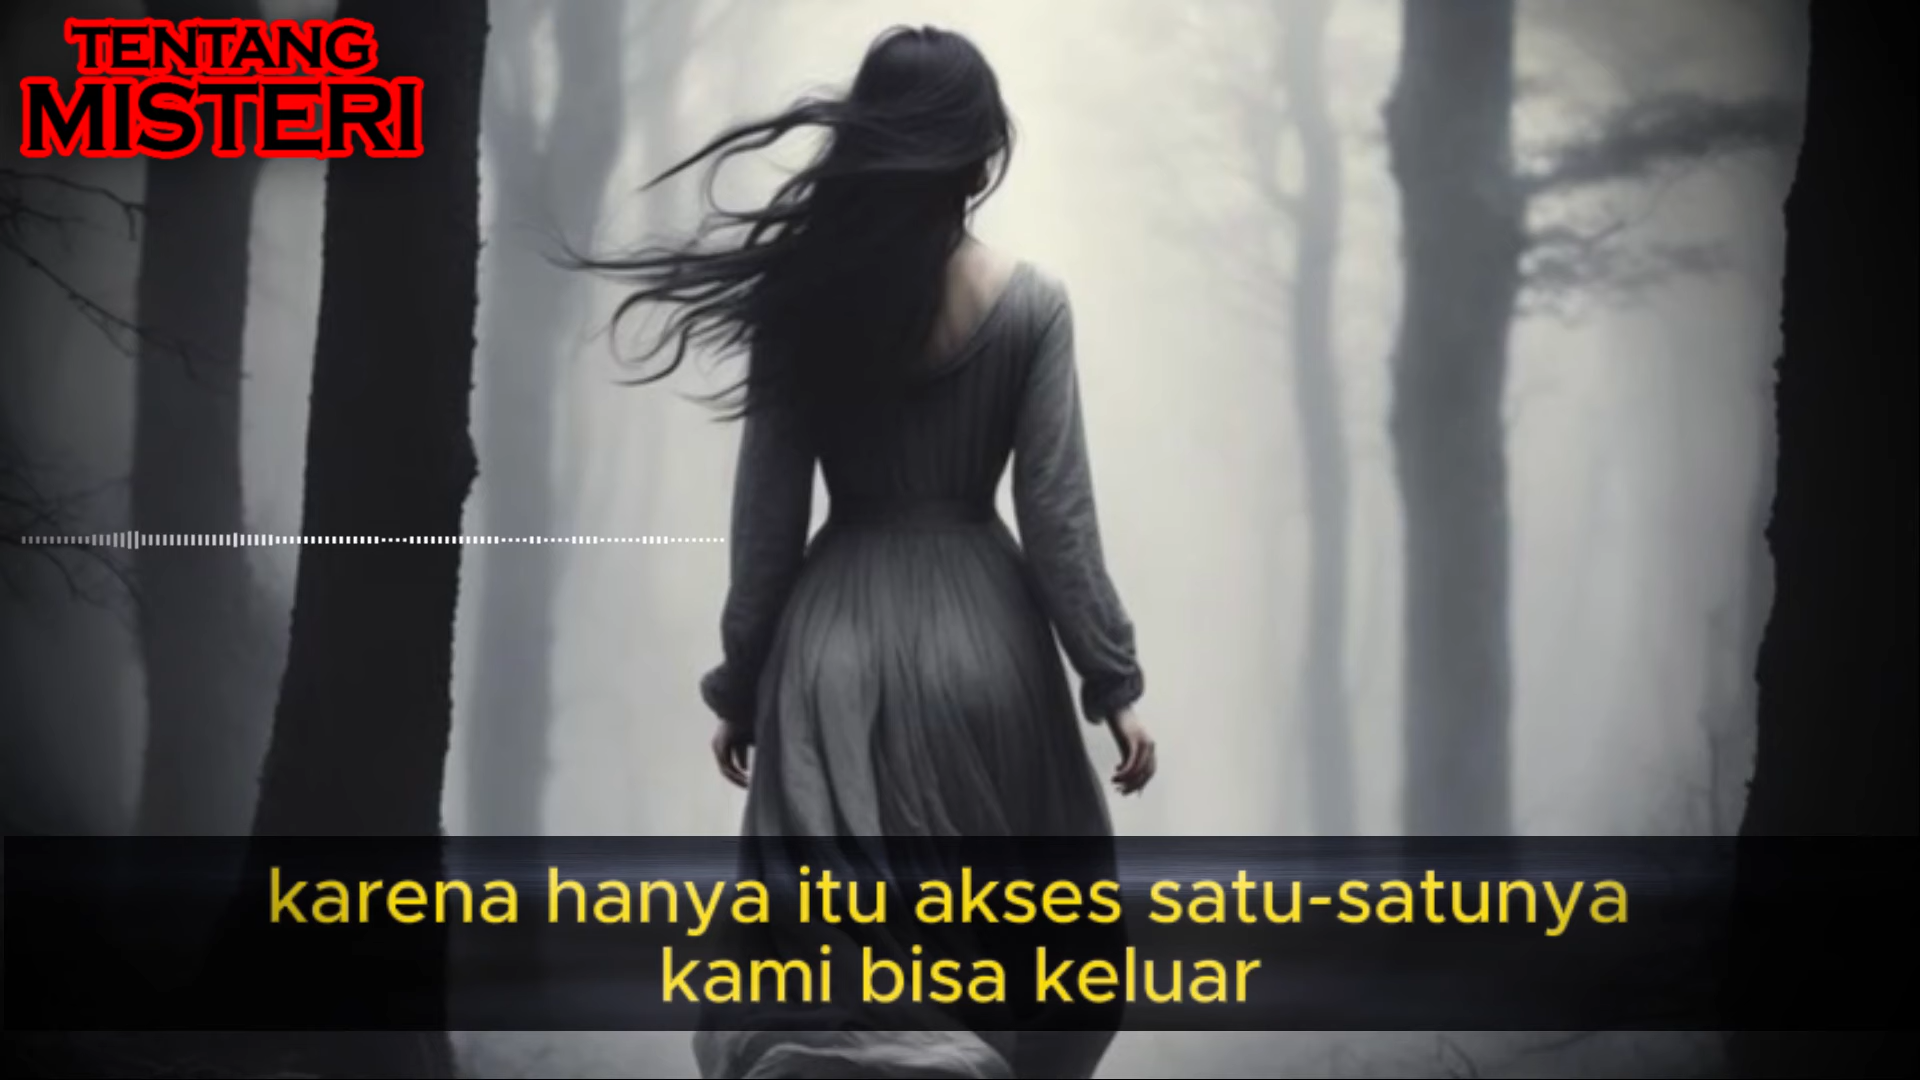 TENTANG
MISTERI
karena hanya itu akses satu-satunya
kami bisa keluar